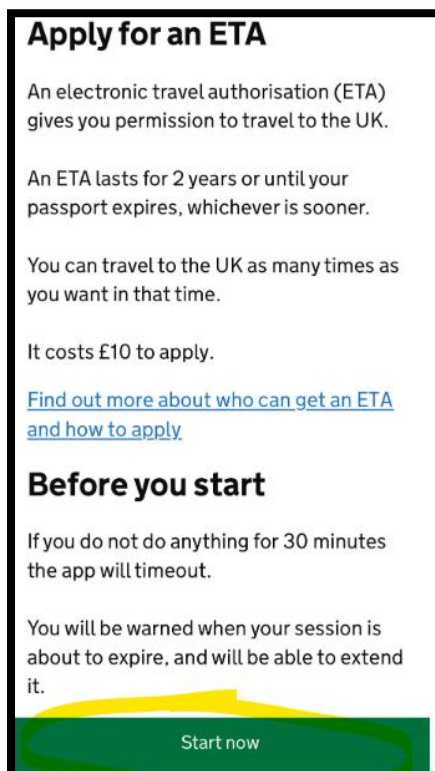 Apply for an ETA
An electronic travel authorisation (ETA)
gives you permission to travel to the UK.
An ETA lasts for 2 years or until your
passport expires, whichever is sooner.
You can travel to the UK as many times as
you want in that time.
It costs £10 to apply.
Find out more about who can get an ETA
and how to apply
Before you start
If you do not do anything for 30 minutes
the app will timeout.
You will be warned when your session is
about to expire, and will be able to extend
it.
Start now